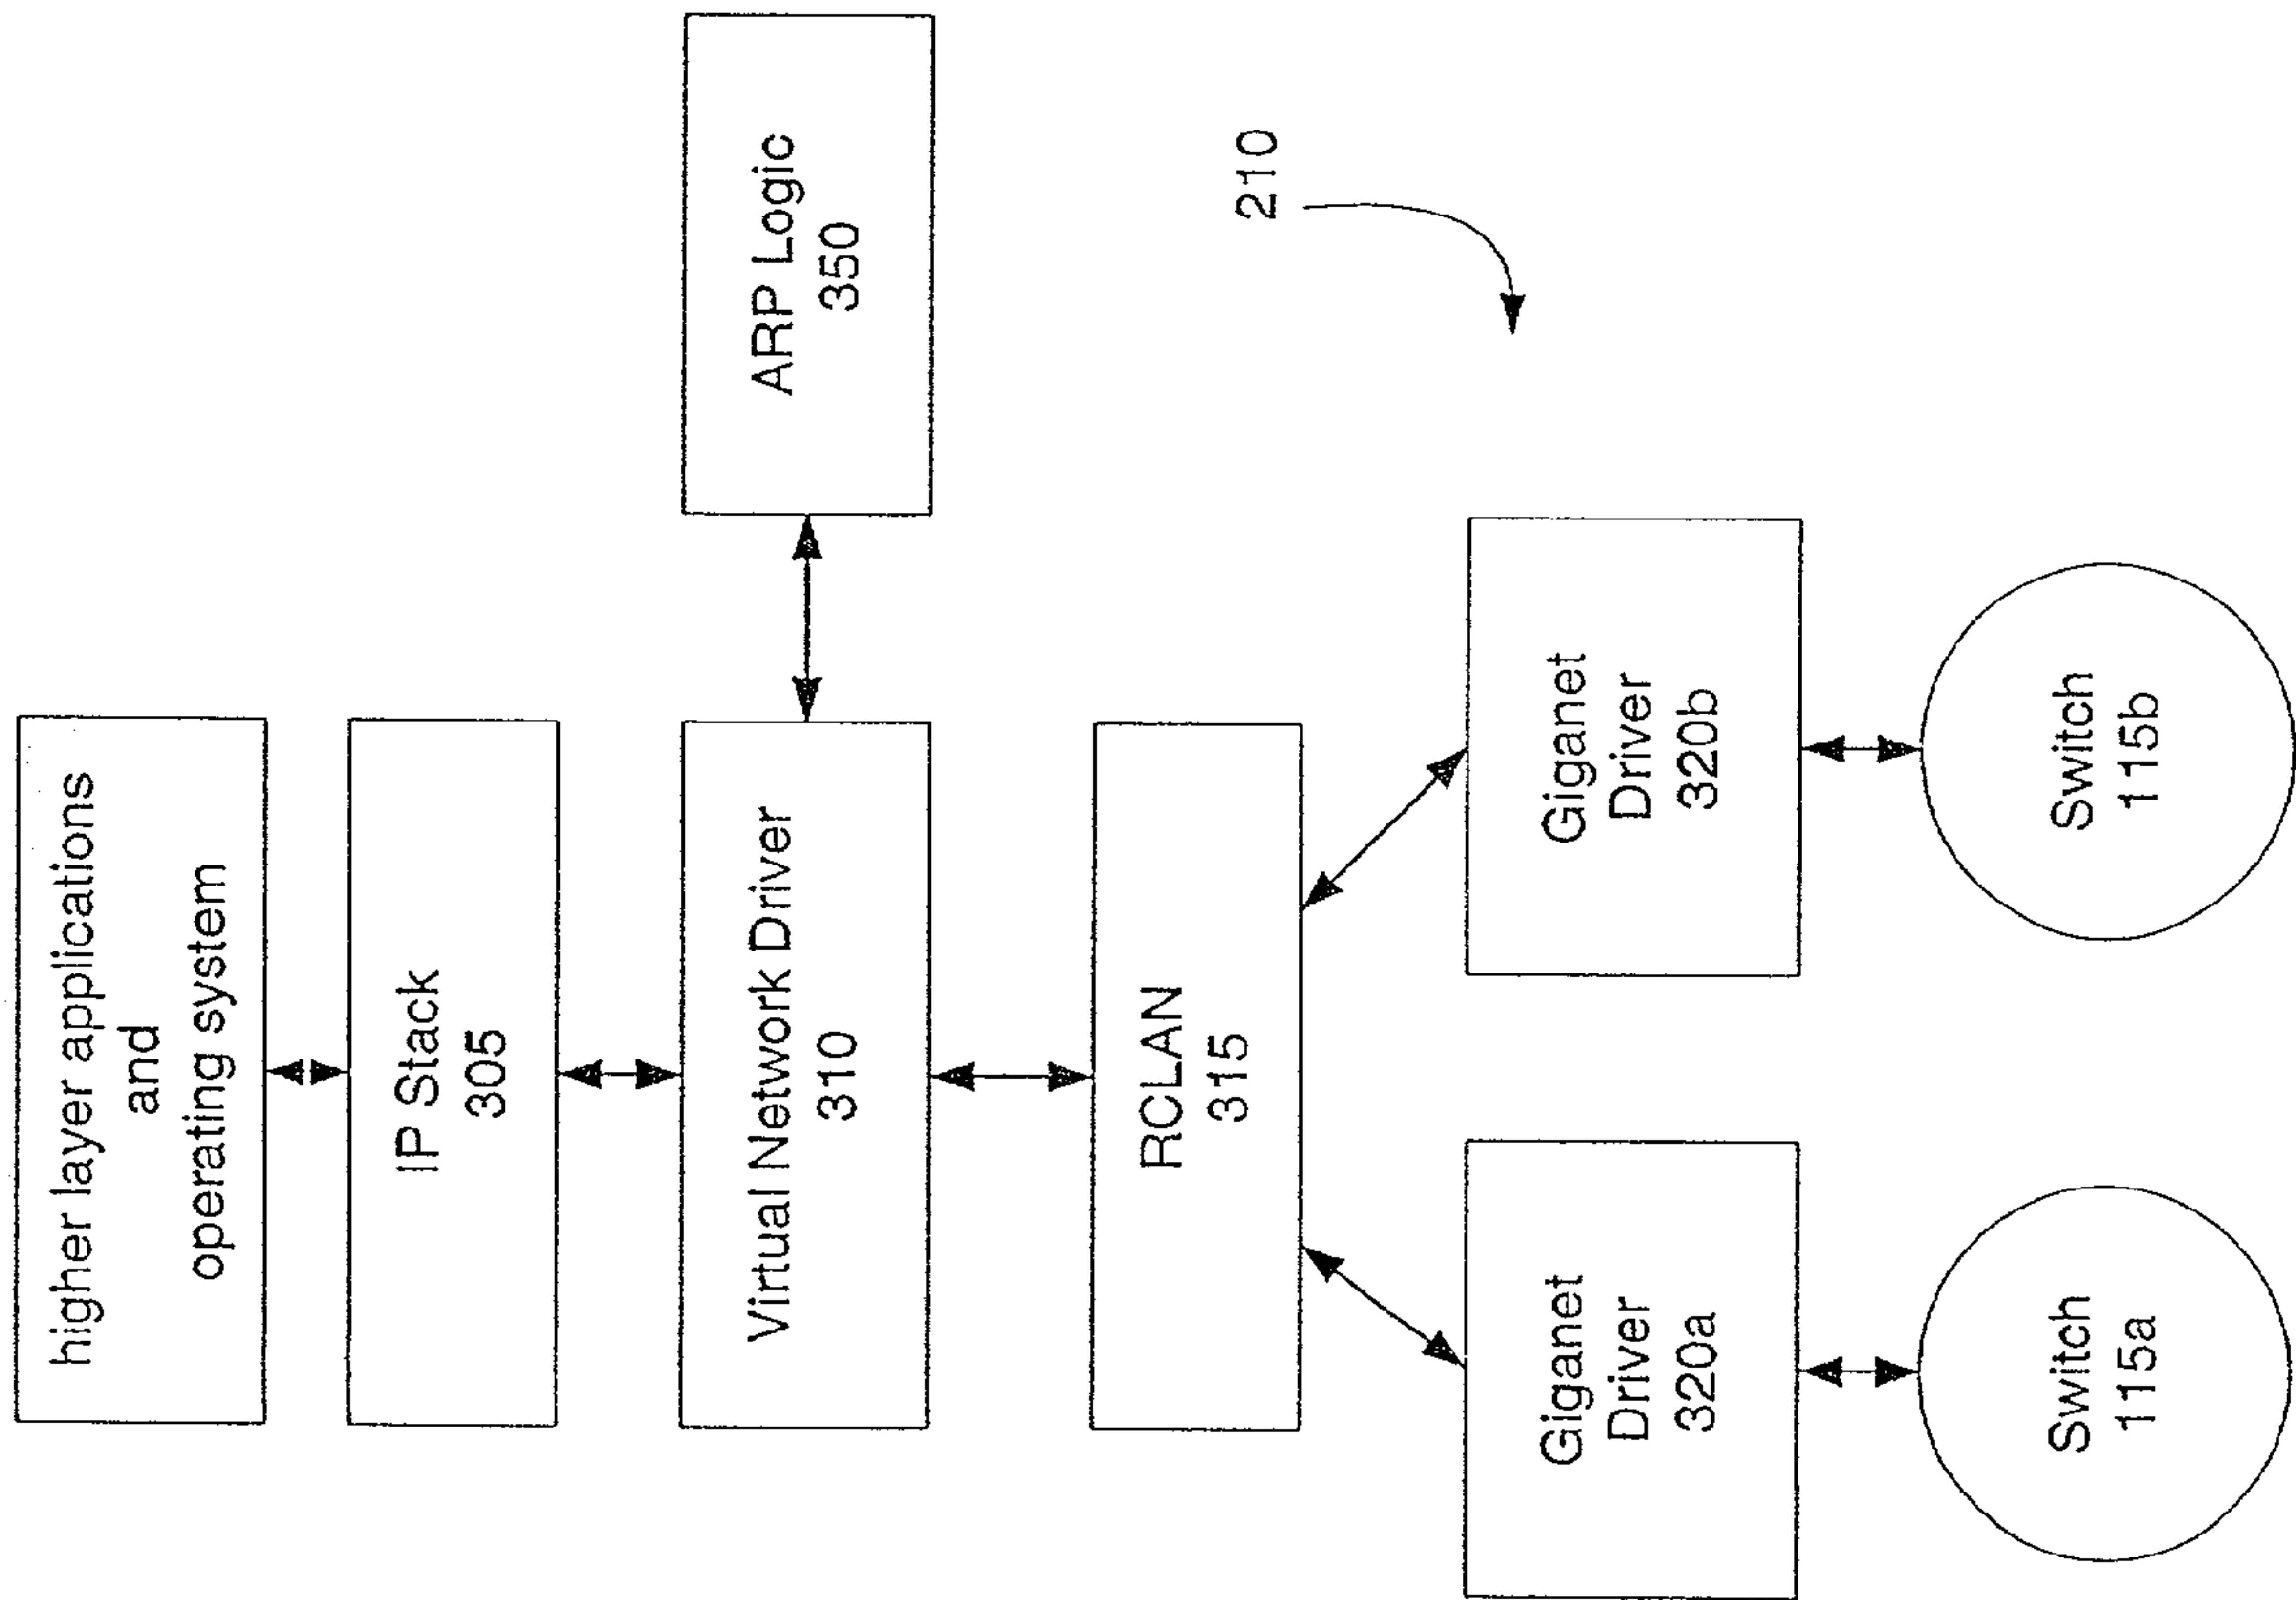 higher layer applications
and
operating system
IP Stack
305
Virtual Network Driver
310
ARP Logic
350
RCLAN
315
210
Giganet
Driver
320a
Giganet
Driver
320b
Switch
115a
Switch
115b